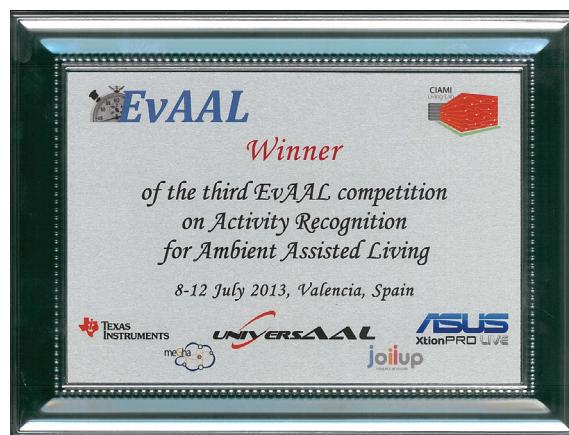 EvAAL
CIAMI
Living Lab
Winner
of the third EvAAL competition
on Activity Recognition
for Ambient Assisted Living
8-12 July 2013, Valencia, Spain
TEXAS
INSTRUMENTS
UNIVERSAAL
ASUS
XtionPRO LIVE
mecha
joiiup